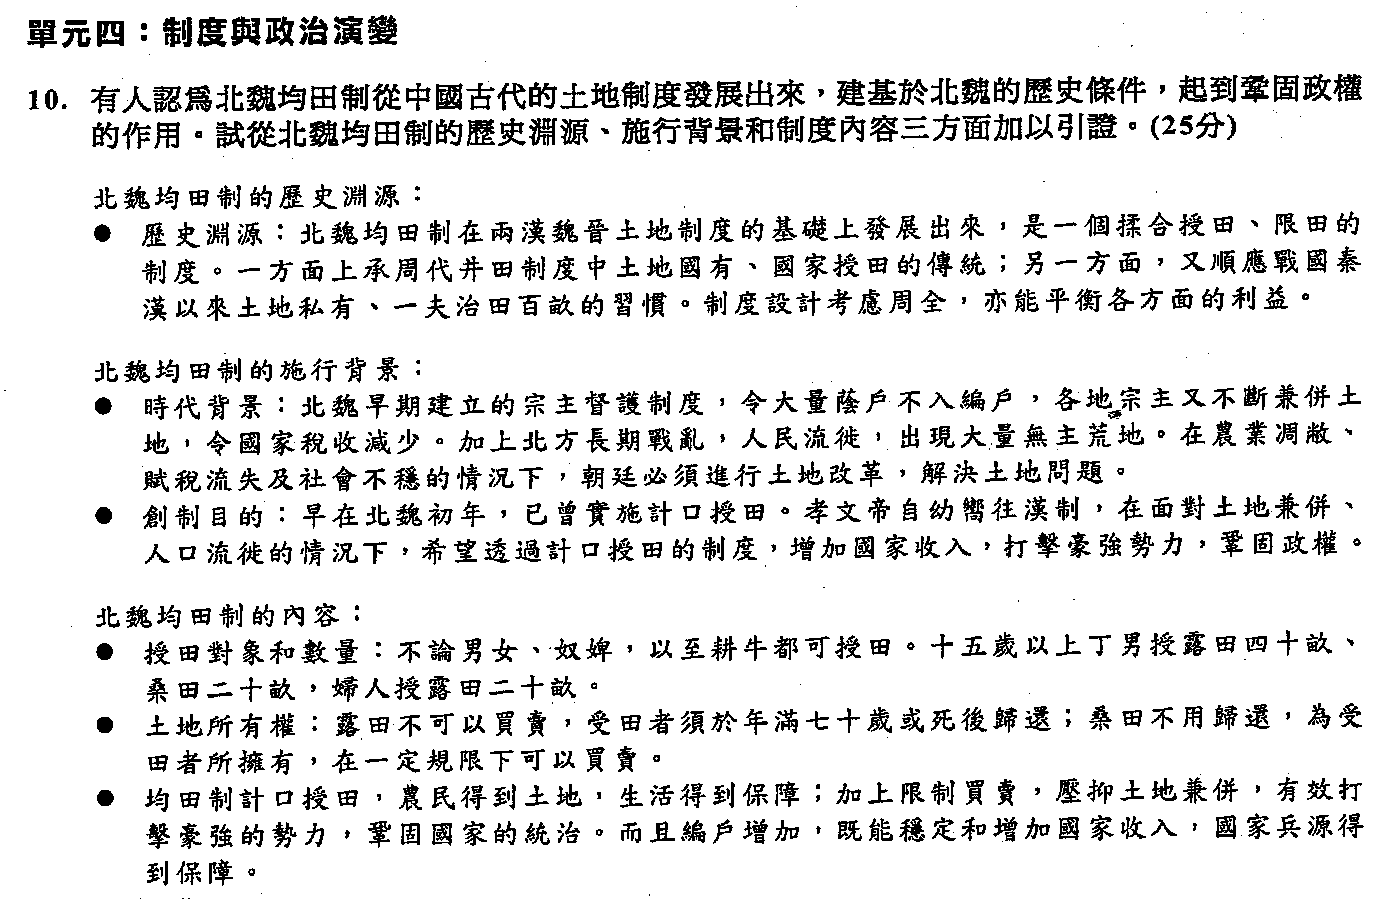 單元四：制度與政治演變
10. 有人認爲北魏均田制從中國古代的土地制度發展出來，建基於北魏的歷史條件，起到鞏固政權
的作用。試從北魏均田制的歷史淵源、施行背景和制度內容三方面加以引證。(25分)
北魏均田制的歷史淵源：
● 歷史淵源：北魏均田制在兩漢魏晉土地制度的基礎上發展出來，是一個揉合授田、限田的
制度。一方面上承周代井田制度中土地國有、國家授田的傳統；另一方面，又順應戰國秦
漢以來土地私有、一夫治田百畝的習慣。制度設計考慮周全，亦能平衡各方面的利益。
北魏均田制的施行背景：
● 時代背景：北魏早期建立的宗主督護制度，令大量蔭戶不入編戶，各地宗主又不斷兼併土
地，令國家稅收減少。加上北方長期戰亂，人民流徙，出現大量無主荒地。在農業凋敝、
賦稅流失及社會不穩的情況下，朝廷必須進行土地改革，解決土地問題。
● 創制目的：早在北魏初年，已曾實施計口授田。孝文帝自幼嚮往漢制，在面對土地兼併、
人口流徙的情況下，希望透過計口授田的制度，增加國家收入，打擊豪強勢力，鞏固政權。
北魏均田制的內容：
● 授田對象和數量：不論男女、奴婢，以至耕牛都可授田。十五歲以上丁男授露田四十畝、
桑田二十畝，婦人授露田二十畝。
● 土地所有權：露田不可以買賣，受田者須於年滿七十歲或死後歸還；桑田不用歸還，為受
田者所擁有，在一定規限下可以買賣。
● 均田制計口授田，農民得到土地，生活得到保障；加上限制買賣，壓抑土地兼併，有效打
擊豪強的勢力，鞏固國家的統治。而且編戶增加，既能穩定和增加國家收入，國家兵源得
到保障。